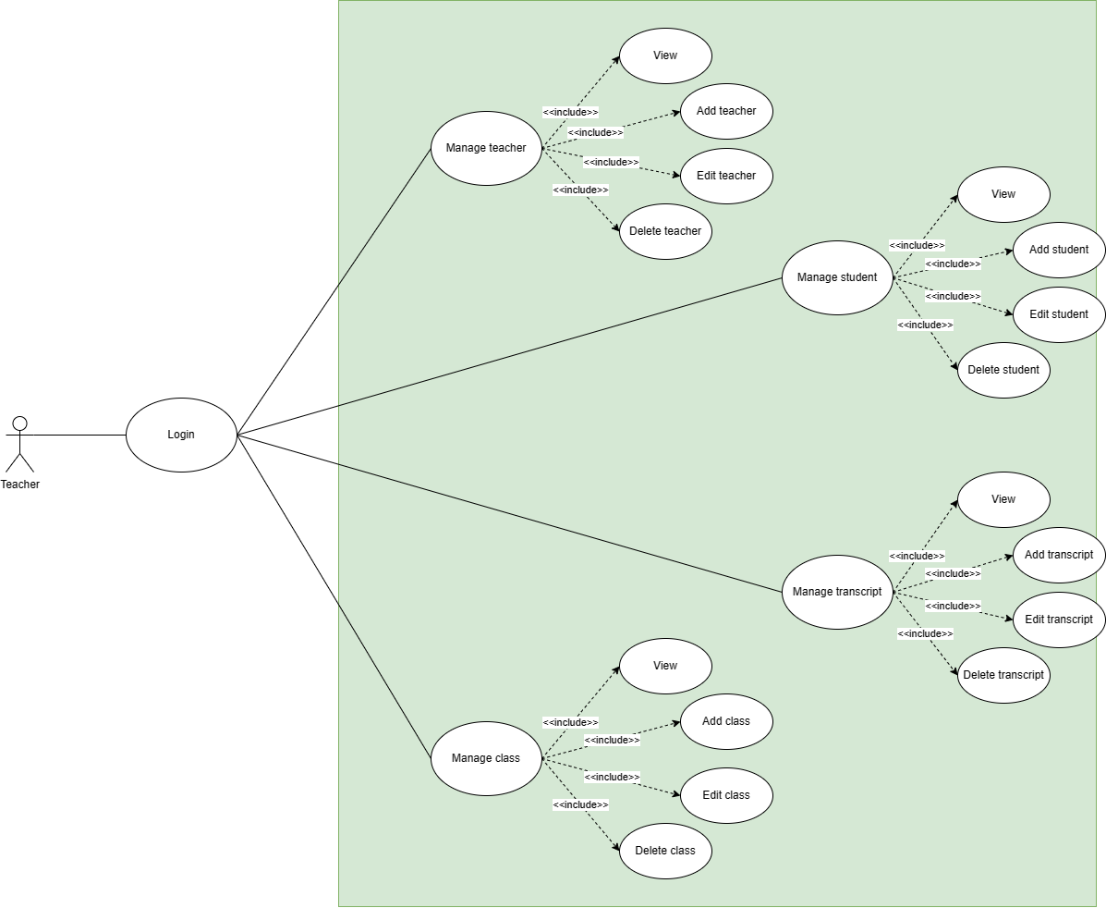 View
<<include>>
Add teacher
<<include>>
Manage teacher
<<include>>
Edit teacher
<<include>>
Delete teacher
View
<<include>>
Add student
<<include>>
Manage student
<<include>>
Edit student
<<include>>
Delete student
Login
Teacher
View
<<include>>
Add transcript
<<include>>
Manage transcript
<<include>>
Edit transcript
<<include>>
Delete transcript
View
<<include>>
Add class
<<include>>
Manage class
<<include>>
Edit class
<<include>>
Delete class